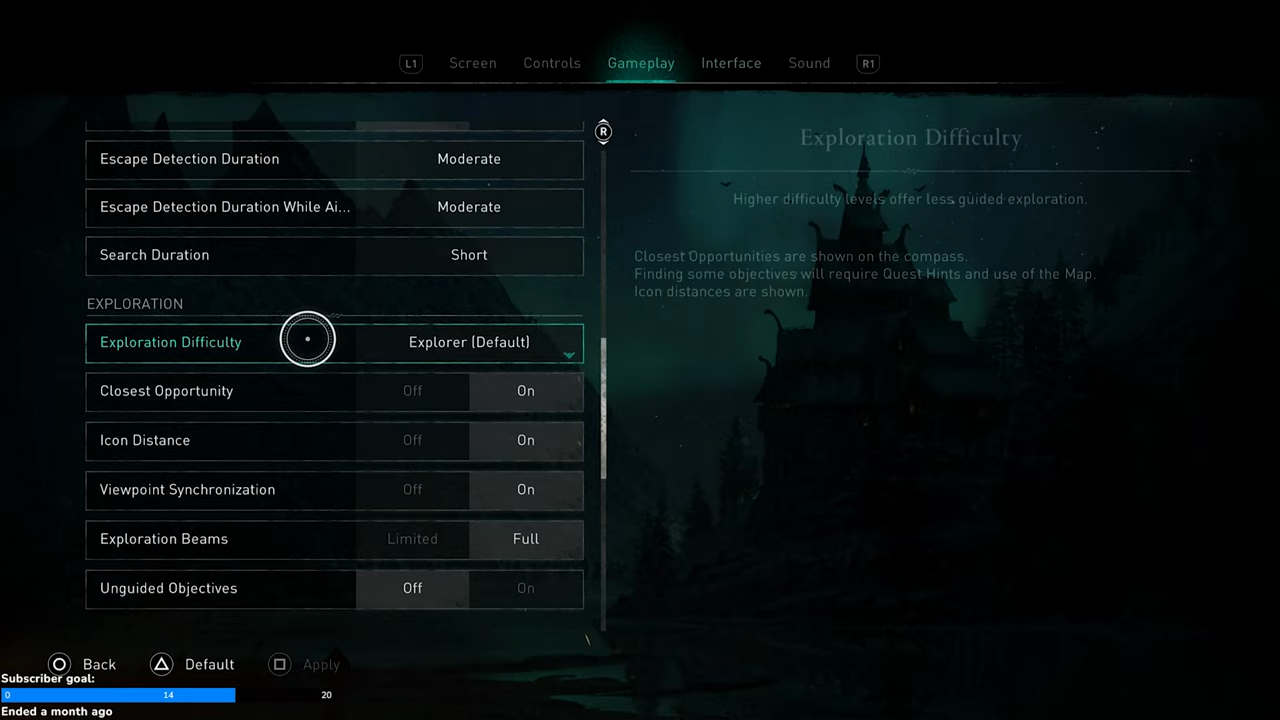 L1 Screen Controls Gameplay Interface Sound R1
R
Escape Detection Duration Moderate
Escape Detection Duration While Ai... Moderate
Search Duration Short
EXPLORATION
Exploration Difficulty Explorer (Default)
Closest Opportunity Off On
Icon Distance Off On
Viewpoint Synchronization Off On
Exploration Beams Limited Full
Unguided Objectives Off On
Exploration Difficulty
Higher difficulty levels offer less guided exploration.
Closest Opportunities are shown on the compass.
Finding some objectives will require Quest Hints and use of the Map.
Icon distances are shown.
Back Default Apply
Subscriber goal:
0 14 20
Ended a month ago